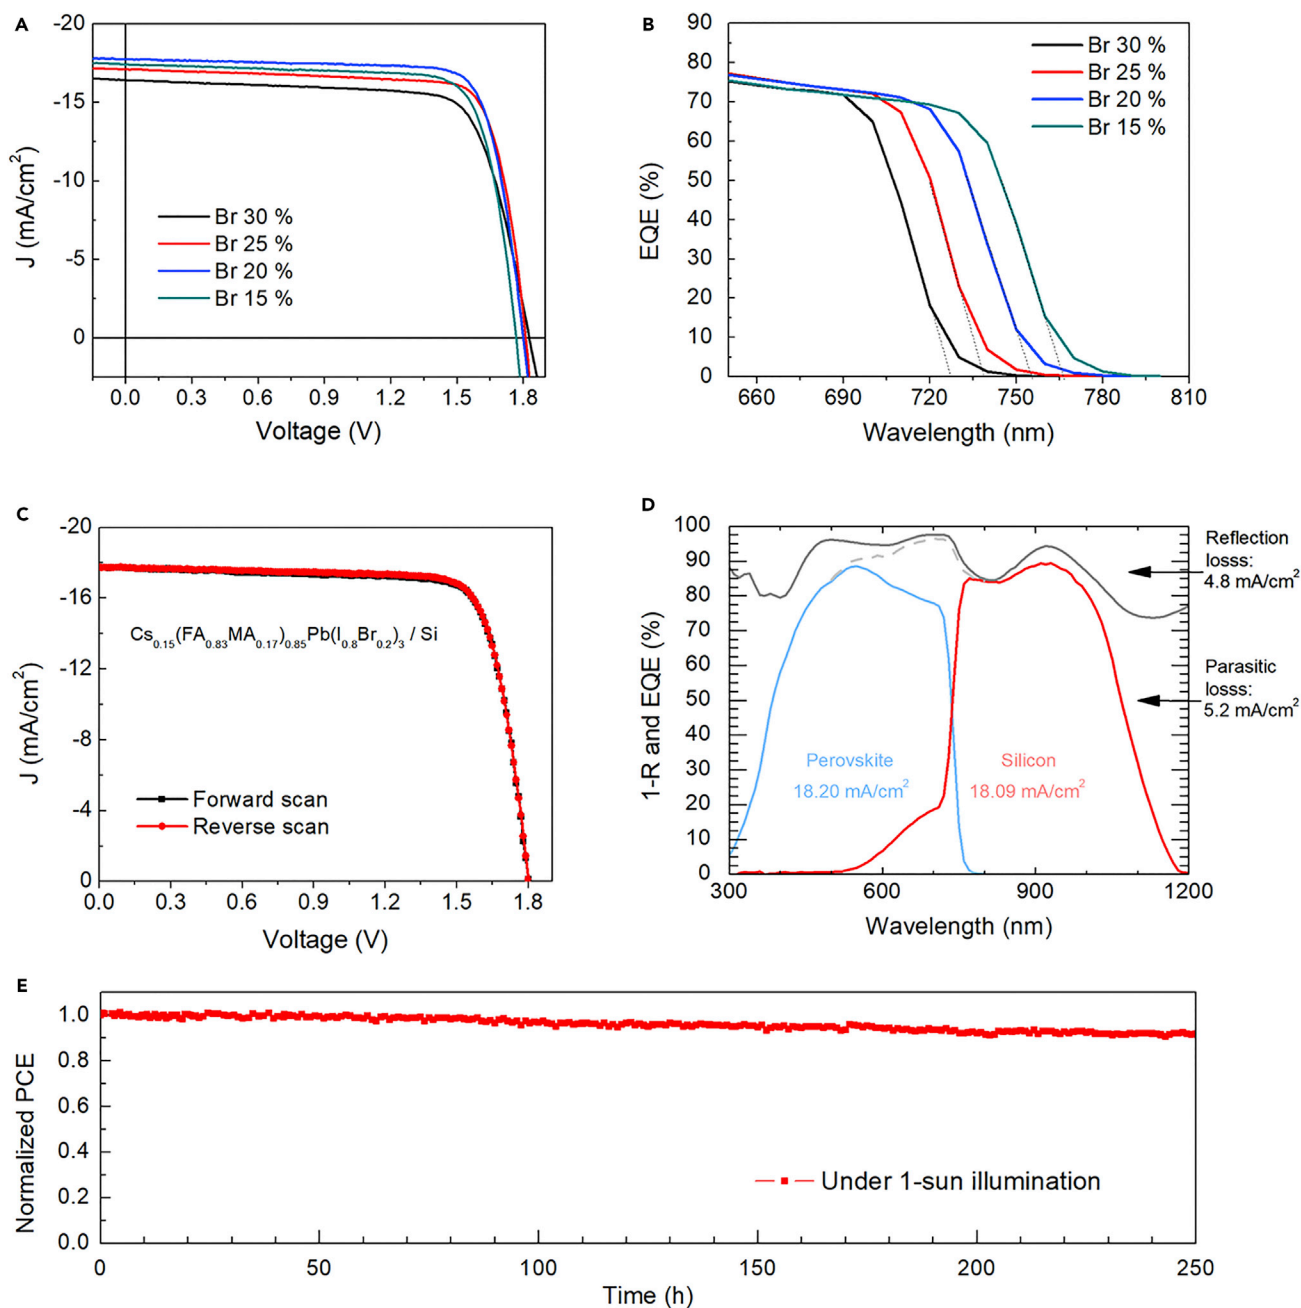 A
-20
-15
-10
-5
0
J (mA/cm²)
Br 30 %
Br 25 %
Br 20 %
Br 15 %
0.0 0.3 0.6 0.9 1.2 1.5 1.8
Voltage (V)
B
90
80
70
60
50
40
30
20
10
0
EQE (%)
Br 30 %
Br 25 %
Br 20 %
Br 15 %
660 690 720 750 780 810
Wavelength (nm)
C
-20
-16
-12
-8
-4
0
J (mA/cm²)
Cs₀.₁₅(FA₀.₈₃MA₀.₁₇)₀.₈₅Pb(I₀.₈Br₀.₂)₃ / Si
Forward scan
Reverse scan
0.0 0.3 0.6 0.9 1.2 1.5 1.8
Voltage (V)
D
100
90
80
70
60
50
40
30
20
10
0
1-R and EQE (%)
Perovskite
18.20 mA/cm²
Silicon
18.09 mA/cm²
Reflection
losss:
4.8 mA/cm²
Parasitic
losss:
5.2 mA/cm²
300 600 900 1200
Wavelength (nm)
E
1.0
0.8
0.6
0.4
0.2
0.0
Normalized PCE
Under 1-sun illumination
0 50 100 150 200 250
Time (h)